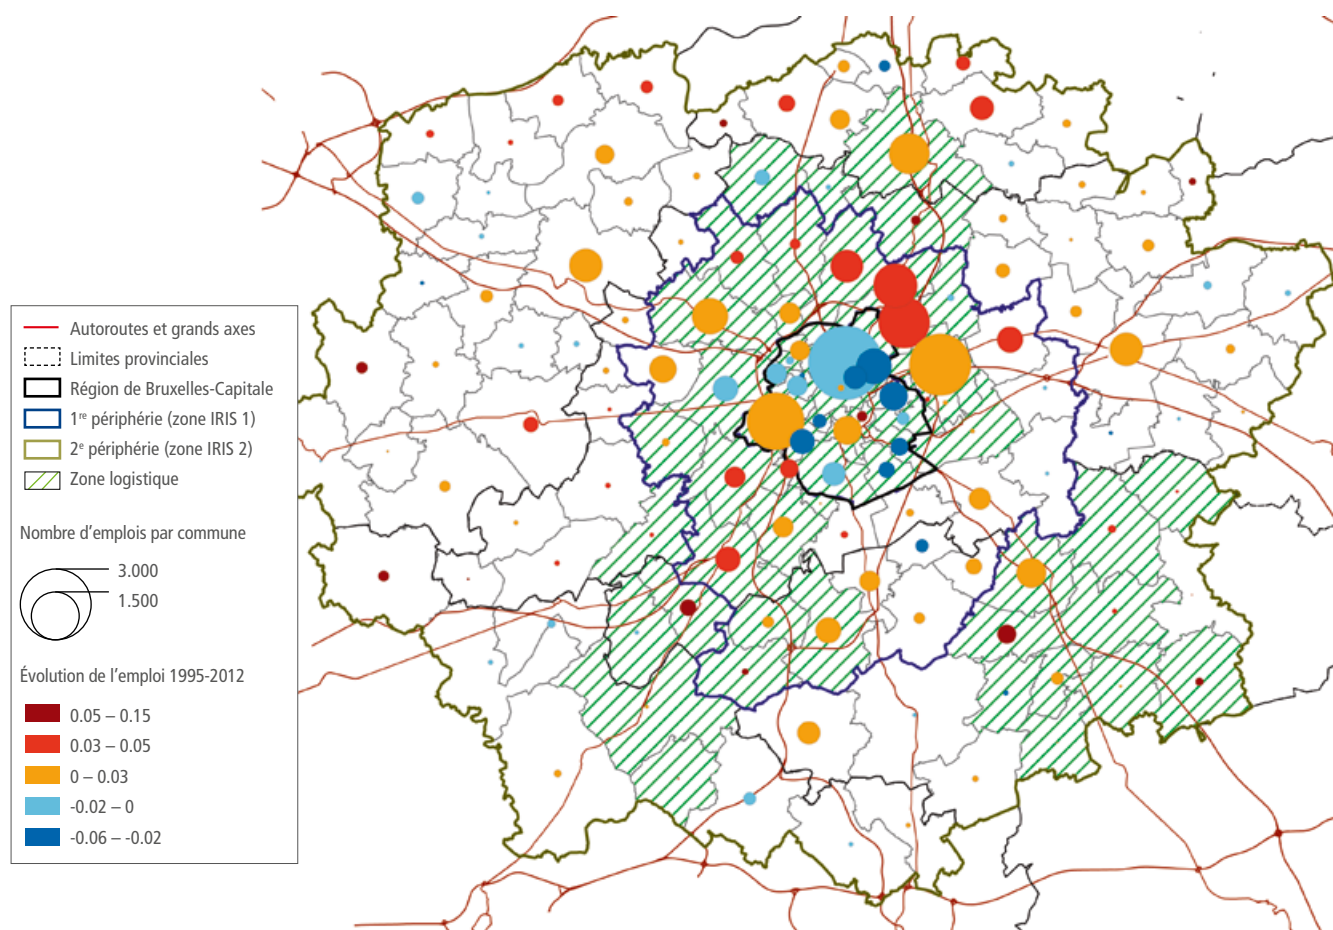 Autoroutes et grands axes
Limites provinciales
Région de Bruxelles-Capitale
1re périphérie (zone IRIS 1)
2e périphérie (zone IRIS 2)
Zone logistique
Nombre d’emplois par commune
3.000
1.500
Évolution de l’emploi 1995-2012
0.05 – 0.15
0.03 – 0.05
0 – 0.03
-0.02 – 0
-0.06 – -0.02